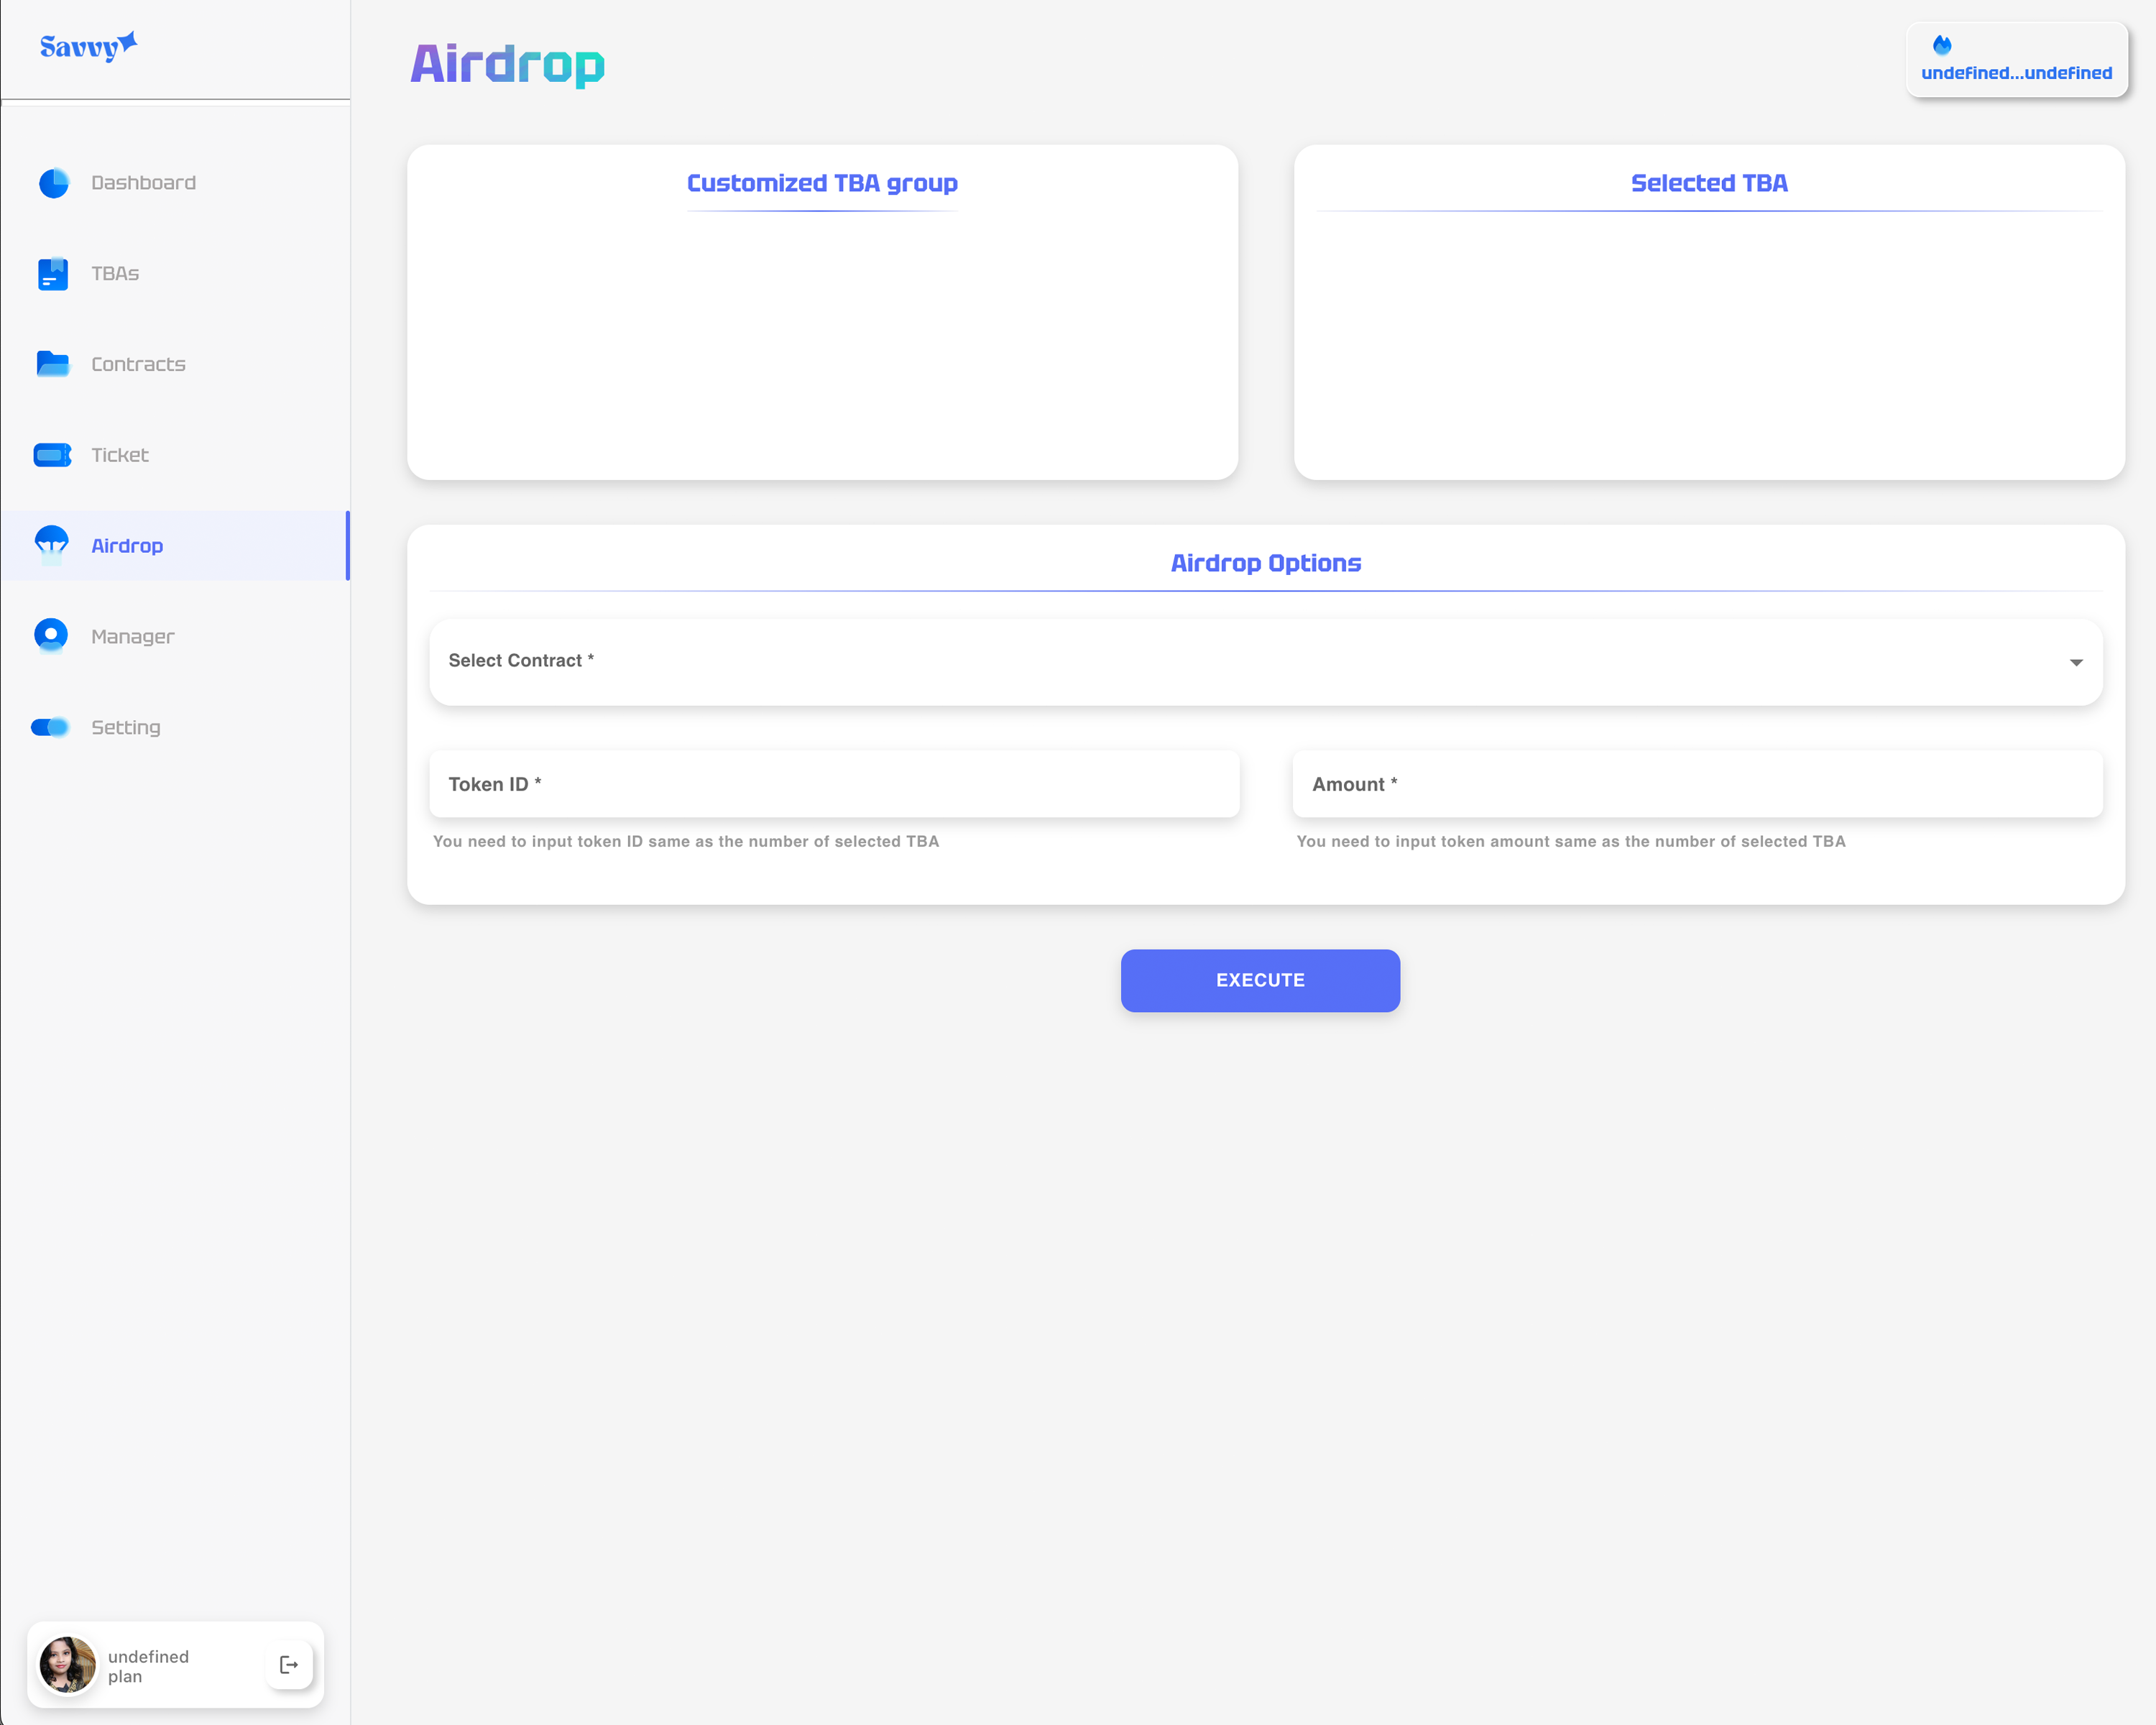 Savvy
Airdrop
undefined...undefined
Dashboard
TBAs
Contracts
Ticket
Airdrop
Manager
Setting
Customized TBA group
Selected TBA
Airdrop Options
Select Contract *
Token ID *
Amount *
You need to input token ID same as the number of selected TBA
You need to input token amount same as the number of selected TBA
EXECUTE
undefined
plan